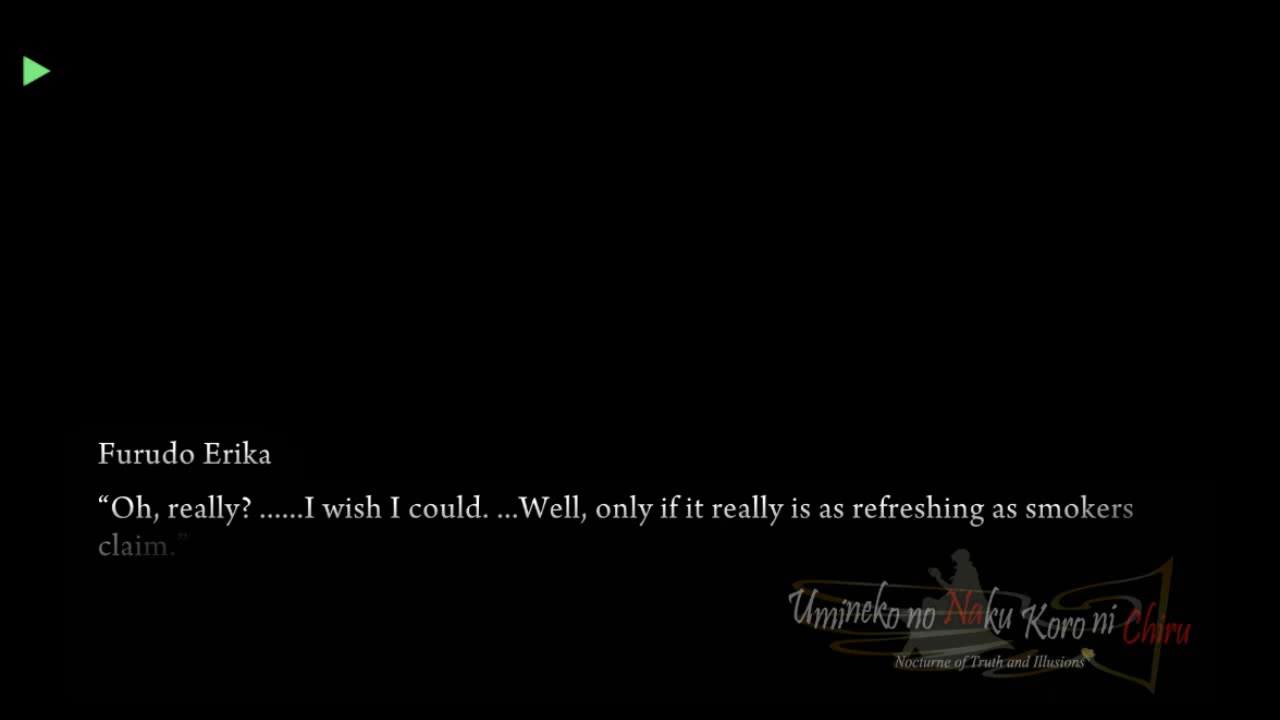 Furudo Erika
“Oh, really? ......I wish I could. ...Well, only if it really is as refreshing as smokers
claim.”
Umineko no Naku Koro ni Chiru
Nocturne of Truth and Illusions